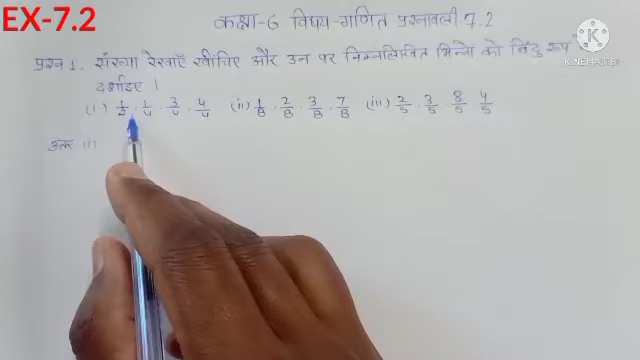 EX-7.2
कक्षा-6 विषय-गणित प्रश्नावली 7.2
KINEMASTER
प्रश्न 1. संख्या रेखाएँ खींचिए और उन पर निम्नलिखित भिन्नों को बिंदु रूप
दर्शाइए ।
(i) 1/2 . 1/4 . 3/4 . 4/4 (ii) 1/8 . 2/8 . 3/8 . 7/8 (iii) 2/5 . 3/5 . 8/5 . 4/5
उत्तर (i)